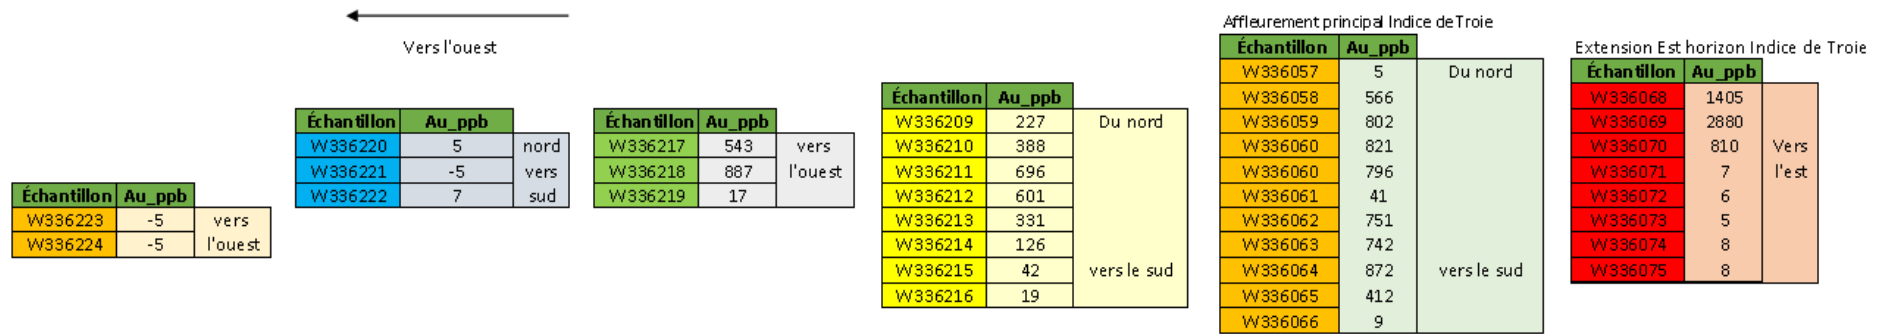 Vers l'ouest
Échantillon Au_ppb
W336223 -5 vers
W336224 -5 l'ouest
Échantillon Au_ppb
W336220 5 nord
W336221 -5 vers
W336222 7 sud
Échantillon Au_ppb
W336217 543 vers
W336218 887 l'ouest
W336219 17
Échantillon Au_ppb
W336209 227 Du nord
W336210 388
W336211 696
W336212 601
W336213 331
W336214 126
W336215 42 vers le sud
W336216 19
Affleurement principal Indice de Troie
Échantillon Au_ppb
W336057 5 Du nord
W336058 566
W336059 802
W336060 821
W336060 796
W336061 41
W336062 751
W336063 742
W336064 872 vers le sud
W336065 412
W336066 9
Extension Est horizon Indice de Troie
Échantillon Au_ppb
W336068 1405
W336069 2880
W336070 810 Vers
W336071 7 l'est
W336072 6
W336073 5
W336074 8
W336075 8